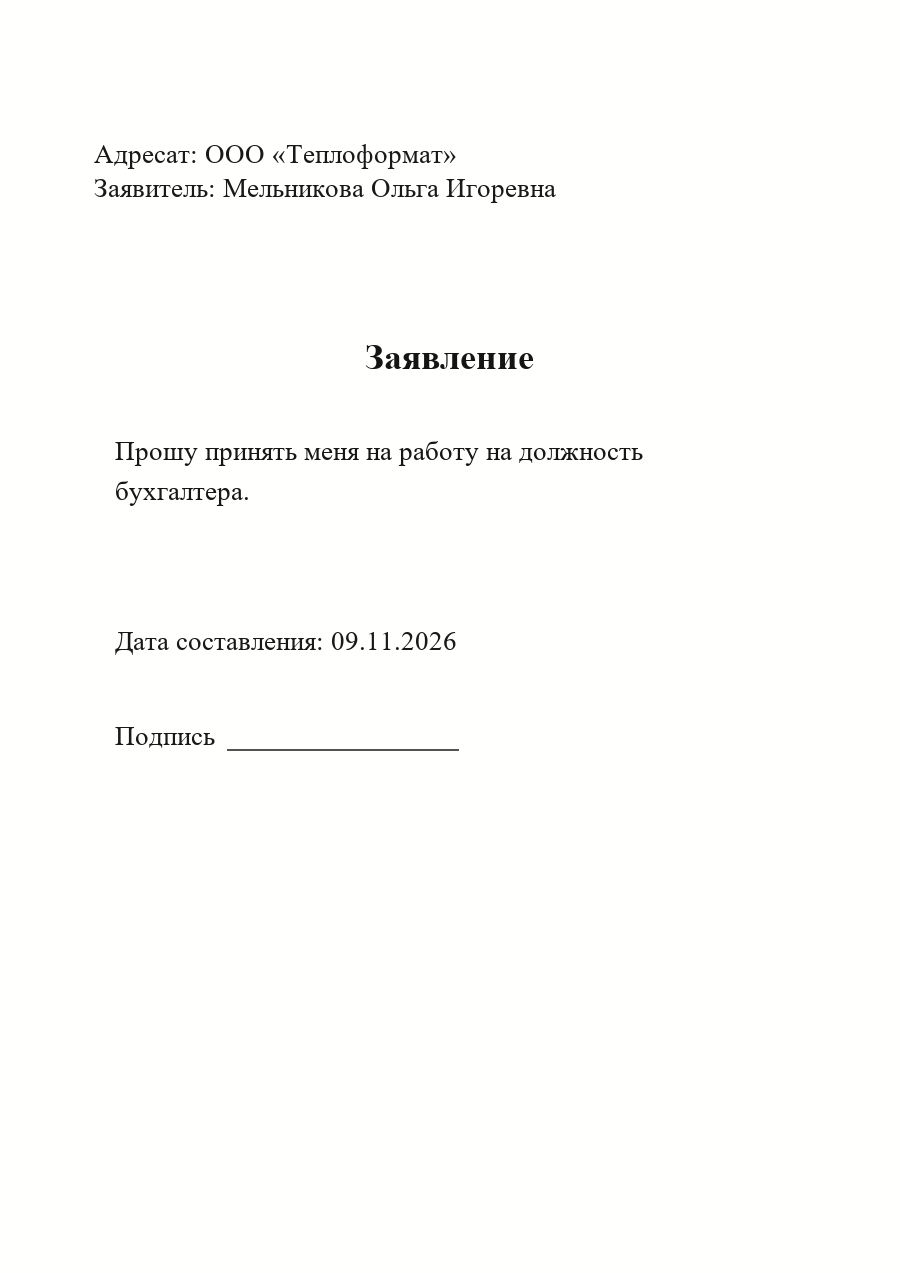 Адресат: ООО «Теплоформат»
Заявитель: Мельникова Ольга Игоревна
Заявление
Прошу принять меня на работу на должность
бухгалтера.
Дата составления: 09.11.2026
Подпись